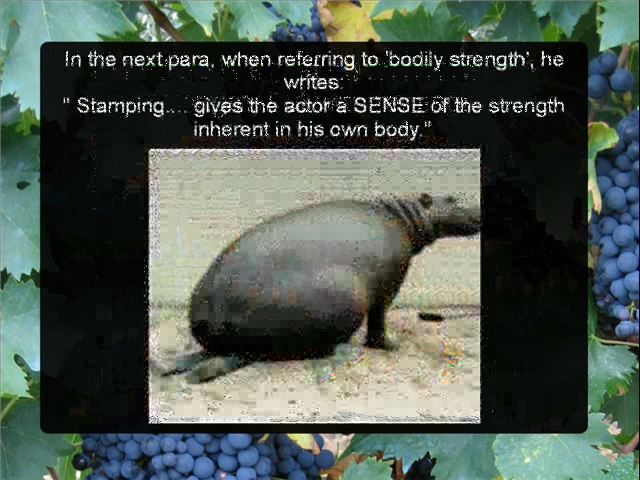 In the next para, when referring to 'bodily strength', he
writes:
" Stamping.... gives the actor a SENSE of the strength
inherent in his own body."